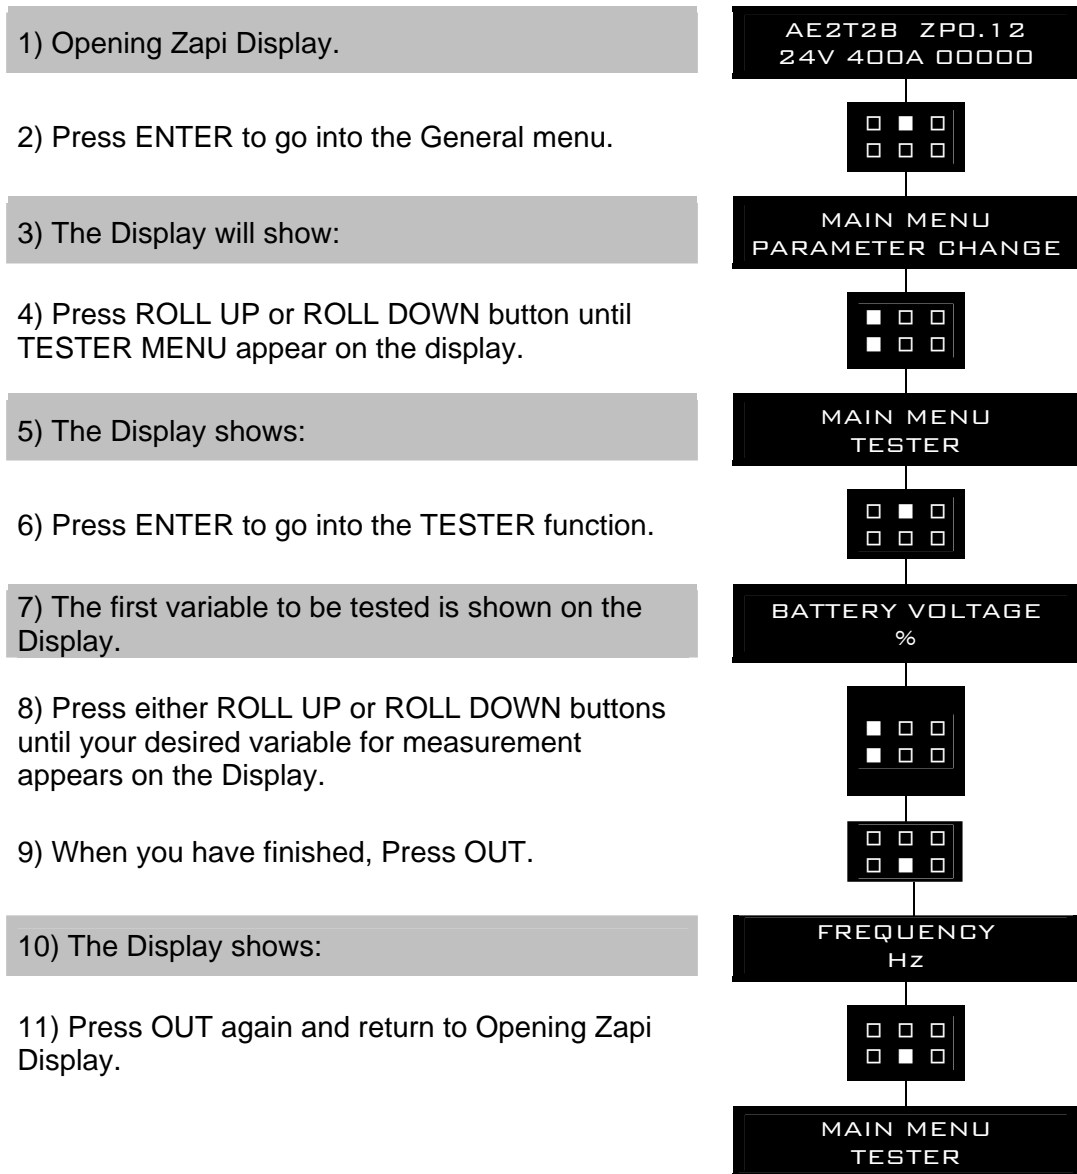 1) Opening Zapi Display.
AE2T2B ZP0.12
24V 400A 00000
2) Press ENTER to go into the General menu.
3) The Display will show:
MAIN MENU
PARAMETER CHANGE
4) Press ROLL UP or ROLL DOWN button until
TESTER MENU appear on the display.
5) The Display shows:
MAIN MENU
TESTER
6) Press ENTER to go into the TESTER function.
7) The first variable to be tested is shown on the
Display.
BATTERY VOLTAGE
%
8) Press either ROLL UP or ROLL DOWN buttons
until your desired variable for measurement
appears on the Display.
9) When you have finished, Press OUT.
10) The Display shows:
FREQUENCY
Hz
11) Press OUT again and return to Opening Zapi
Display.
MAIN MENU
TESTER